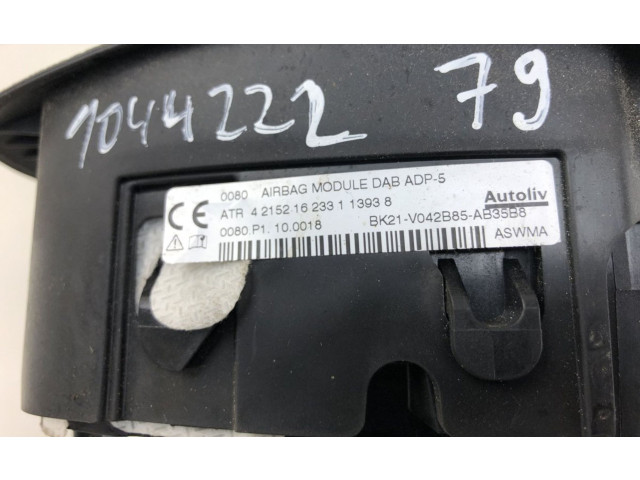 1044222 79
0080 AIRBAG MODULE DAB ADP-5
Autoliv
CE
ATR 4 2152 16 233 1 1393 8
BK21-V042B85-AB35B8
0080.P1. 10.0018
ASWMA